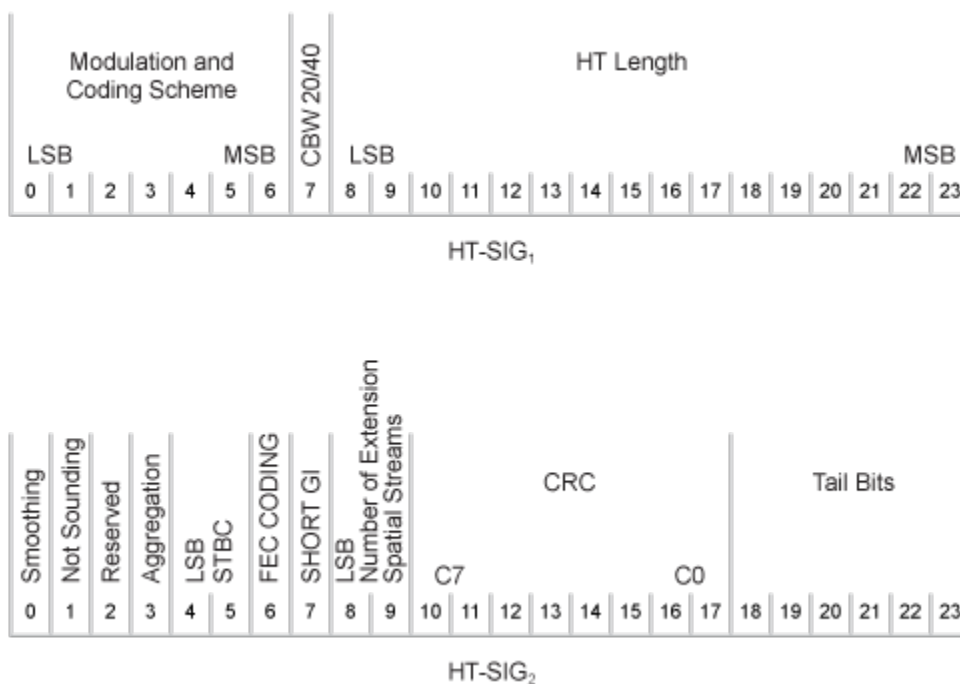 Modulation and
Coding Scheme
CBW 20/40
HT Length
LSB
MSB
LSB
MSB
0 1 2 3 4 5 6 7 8 9 10 11 12 13 14 15 16 17 18 19 20 21 22 23
HT-SIG₁
Smoothing
Not Sounding
Reserved
Aggregation
LSB
STBC
FEC CODING
SHORT GI
LSB
Number of Extension
Spatial Streams
CRC
Tail Bits
C7
C0
0 1 2 3 4 5 6 7 8 9 10 11 12 13 14 15 16 17 18 19 20 21 22 23
HT-SIG₂